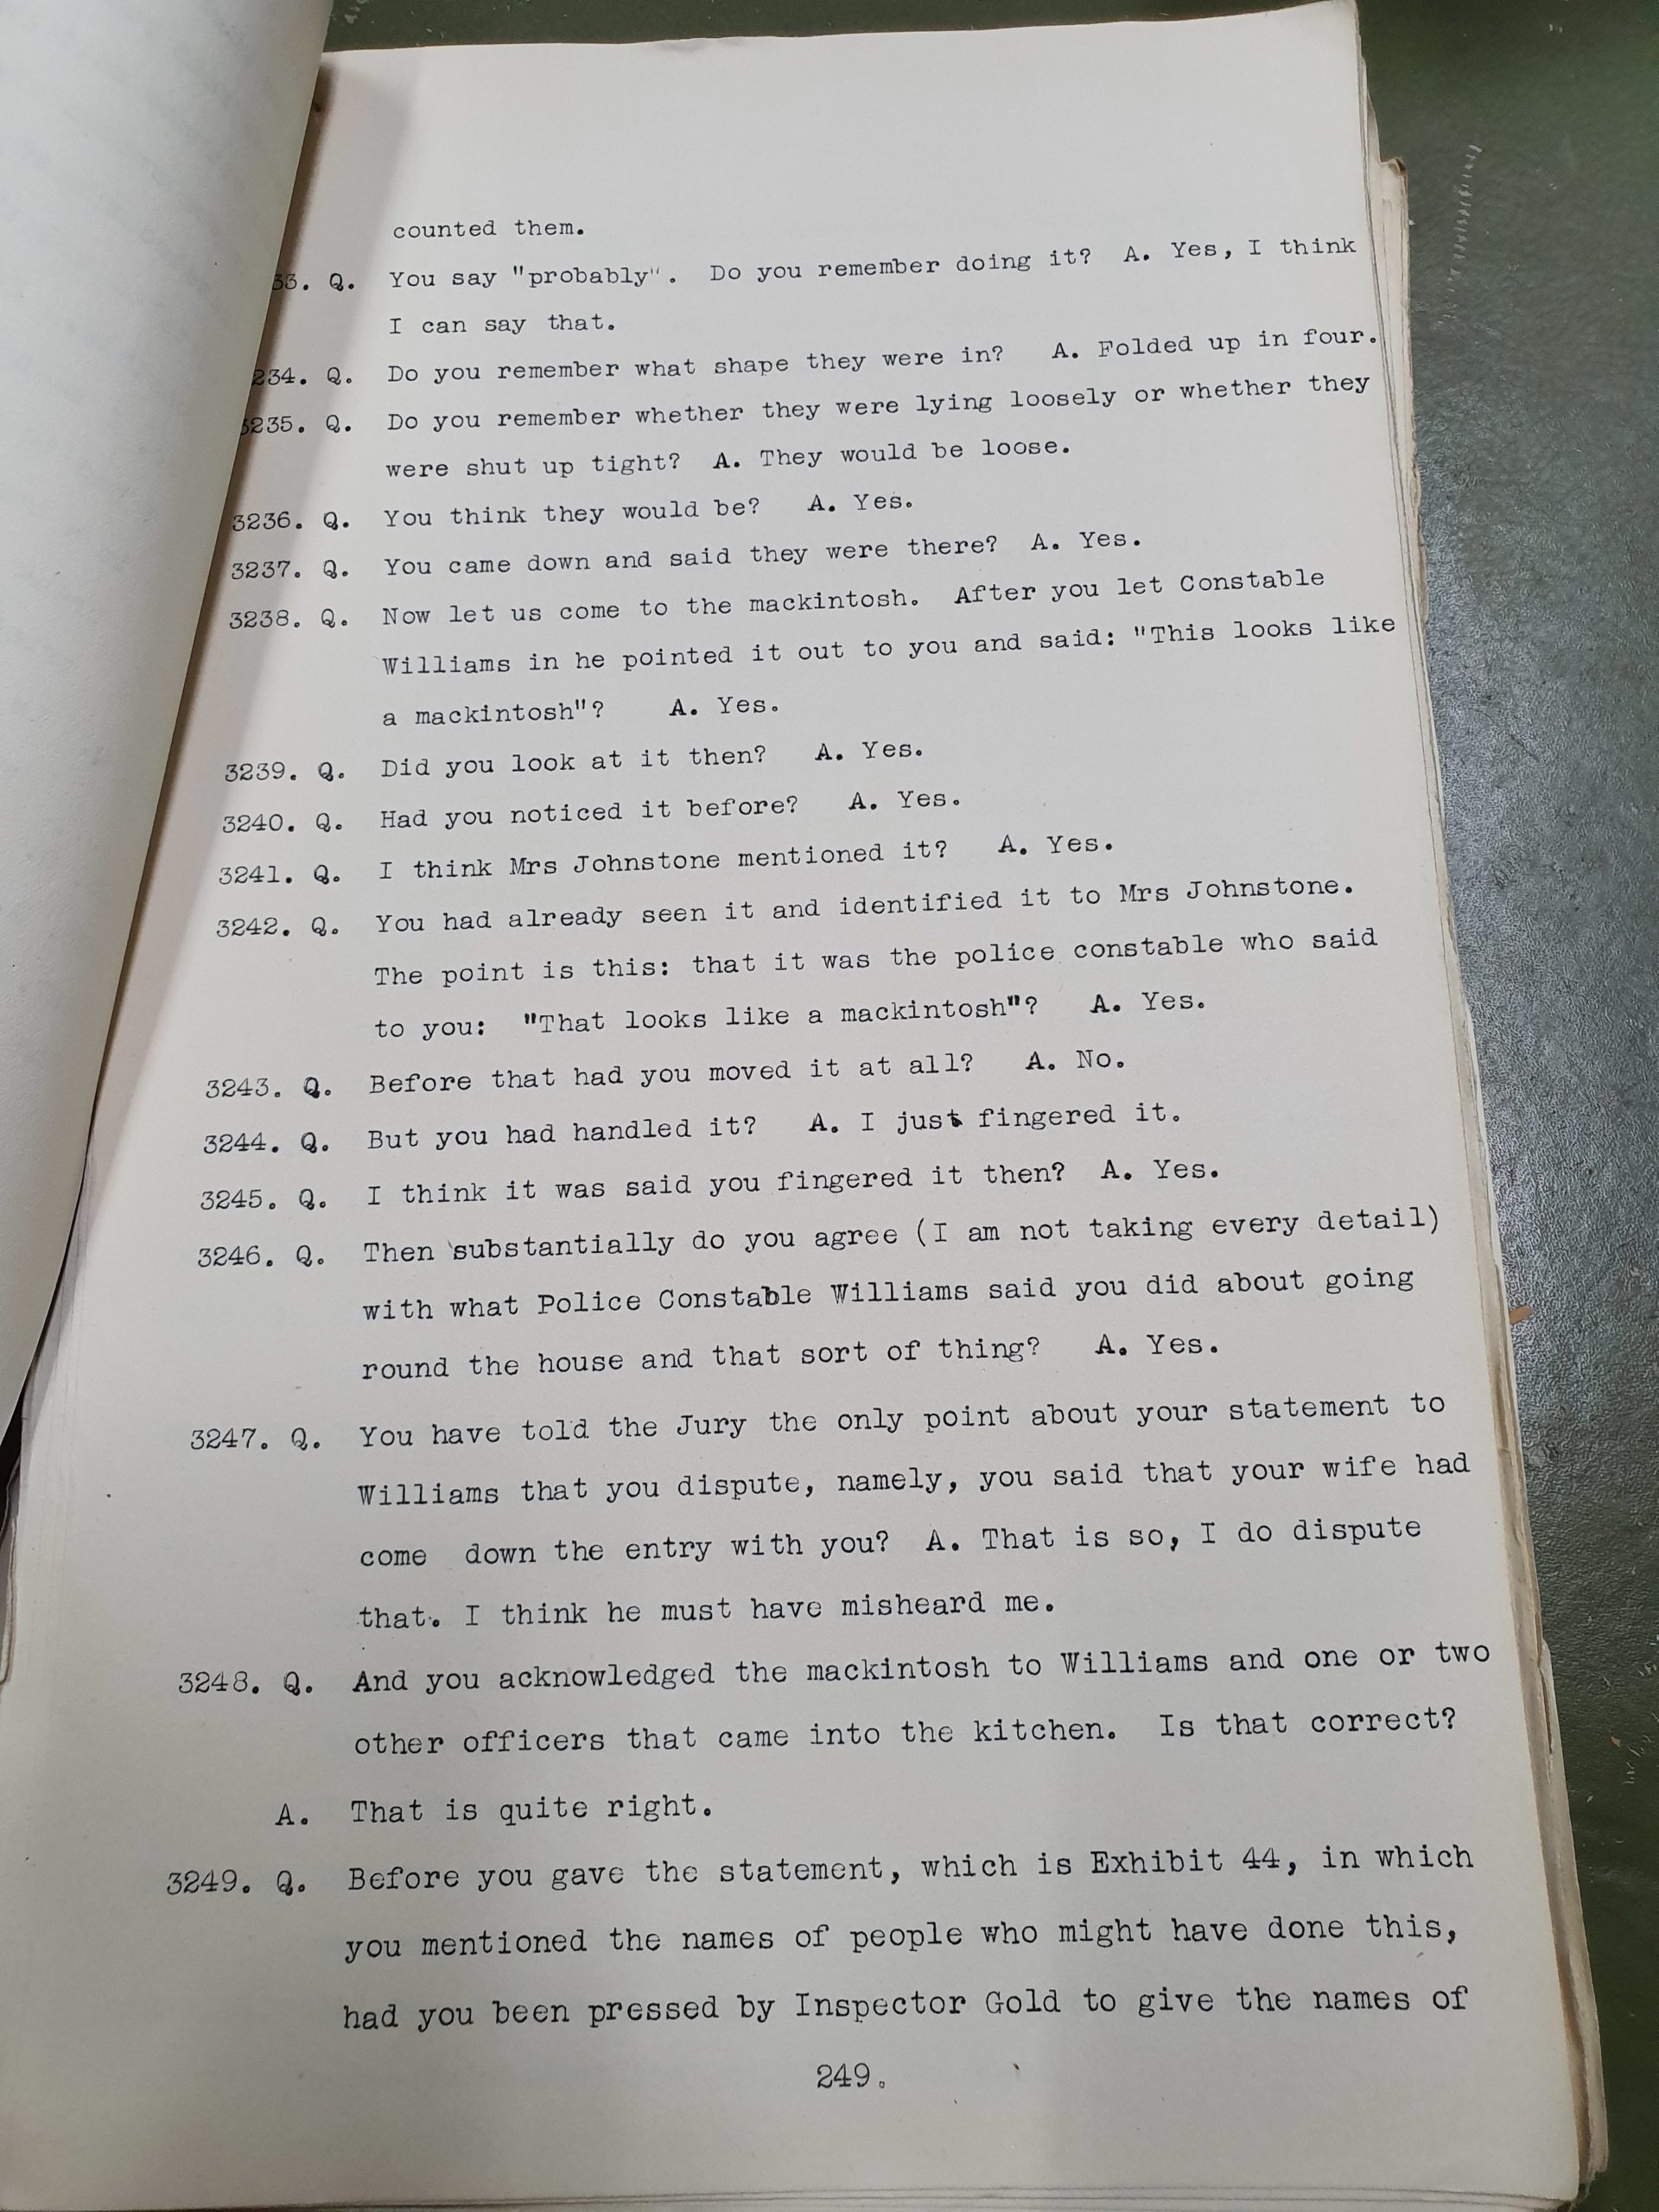 counted them.
33. Q. You say "probably". Do you remember doing it? A. Yes, I think
I can say that.
234. Q. Do you remember what shape they were in? A. Folded up in four.
3235. Q. Do you remember whether they were lying loosely or whether they
were shut up tight? A. They would be loose.
3236. Q. You think they would be? A. Yes.
3237. Q. You came down and said they were there? A. Yes.
3238. Q. Now let us come to the mackintosh. After you let Constable
Williams in he pointed it out to you and said: "This looks like
a mackintosh"? A. Yes.
3239. Q. Did you look at it then? A. Yes.
3240. Q. Had you noticed it before? A. Yes.
3241. Q. I think Mrs Johnstone mentioned it? A. Yes.
3242. Q. You had already seen it and identified it to Mrs Johnstone.
The point is this: that it was the police constable who said
to you: "That looks like a mackintosh"? A. Yes.
3243. Q. Before that had you moved it at all? A. No.
3244. Q. But you had handled it? A. I just fingered it.
3245. Q. I think it was said you fingered it then? A. Yes.
3246. Q. Then substantially do you agree (I am not taking every detail)
with what Police Constable Williams said you did about going
round the house and that sort of thing? A. Yes.
3247. Q. You have told the Jury the only point about your statement to
Williams that you dispute, namely, you said that your wife had
come down the entry with you? A. That is so, I do dispute
that. I think he must have misheard me.
3248. Q. And you acknowledged the mackintosh to Williams and one or two
other officers that came into the kitchen. Is that correct?
A. That is quite right.
3249. Q. Before you gave the statement, which is Exhibit 44, in which
you mentioned the names of people who might have done this,
had you been pressed by Inspector Gold to give the names of
249.